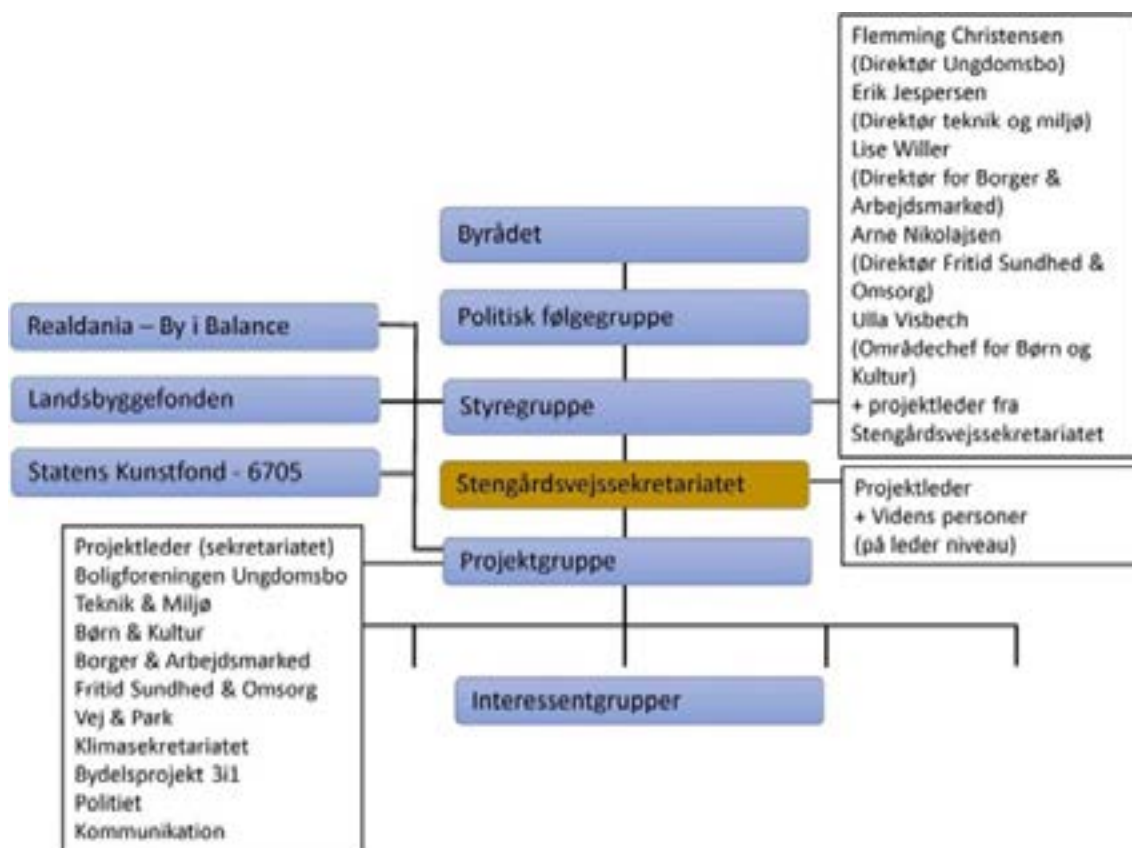 Flemming Christensen
(Direktør Ungdomsbo)
Erik Jespersen
(Direktør teknik og miljø)
Lise Willer
(Direktør for Borger &
Arbejdsmarked)
Arne Nikolajsen
(Direktør Fritid Sundhed &
Omsorg)
Ulla Visbech
(Områdechef for Børn og
Kultur)
+ projektleder fra
Stengårdsvejssekretariatet
Byrådet
Politisk følgegruppe
Realdania – By i Balance
Landsbyggefonden
Styregruppe
Statens Kunstfond - 6705
Stengårdsvejssekretariatet
Projektleder
+ Videns personer
(på leder niveau)
Projektgruppe
Projektleder (sekretariatet)
Boligforeningen Ungdomsbo
Teknik & Miljø
Børn & Kultur
Borger & Arbejdsmarked
Fritid Sundhed & Omsorg
Vej & Park
Klimasekretariatet
Bydelsprojekt 3i1
Politiet
Kommunikation
Interessentgrupper